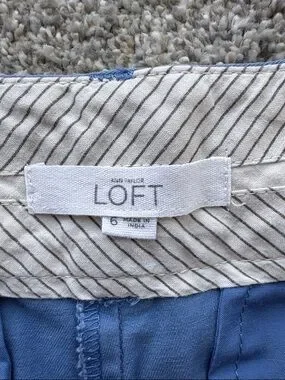 ANN TAYLOR
LOFT
6 MADE IN
INDIA